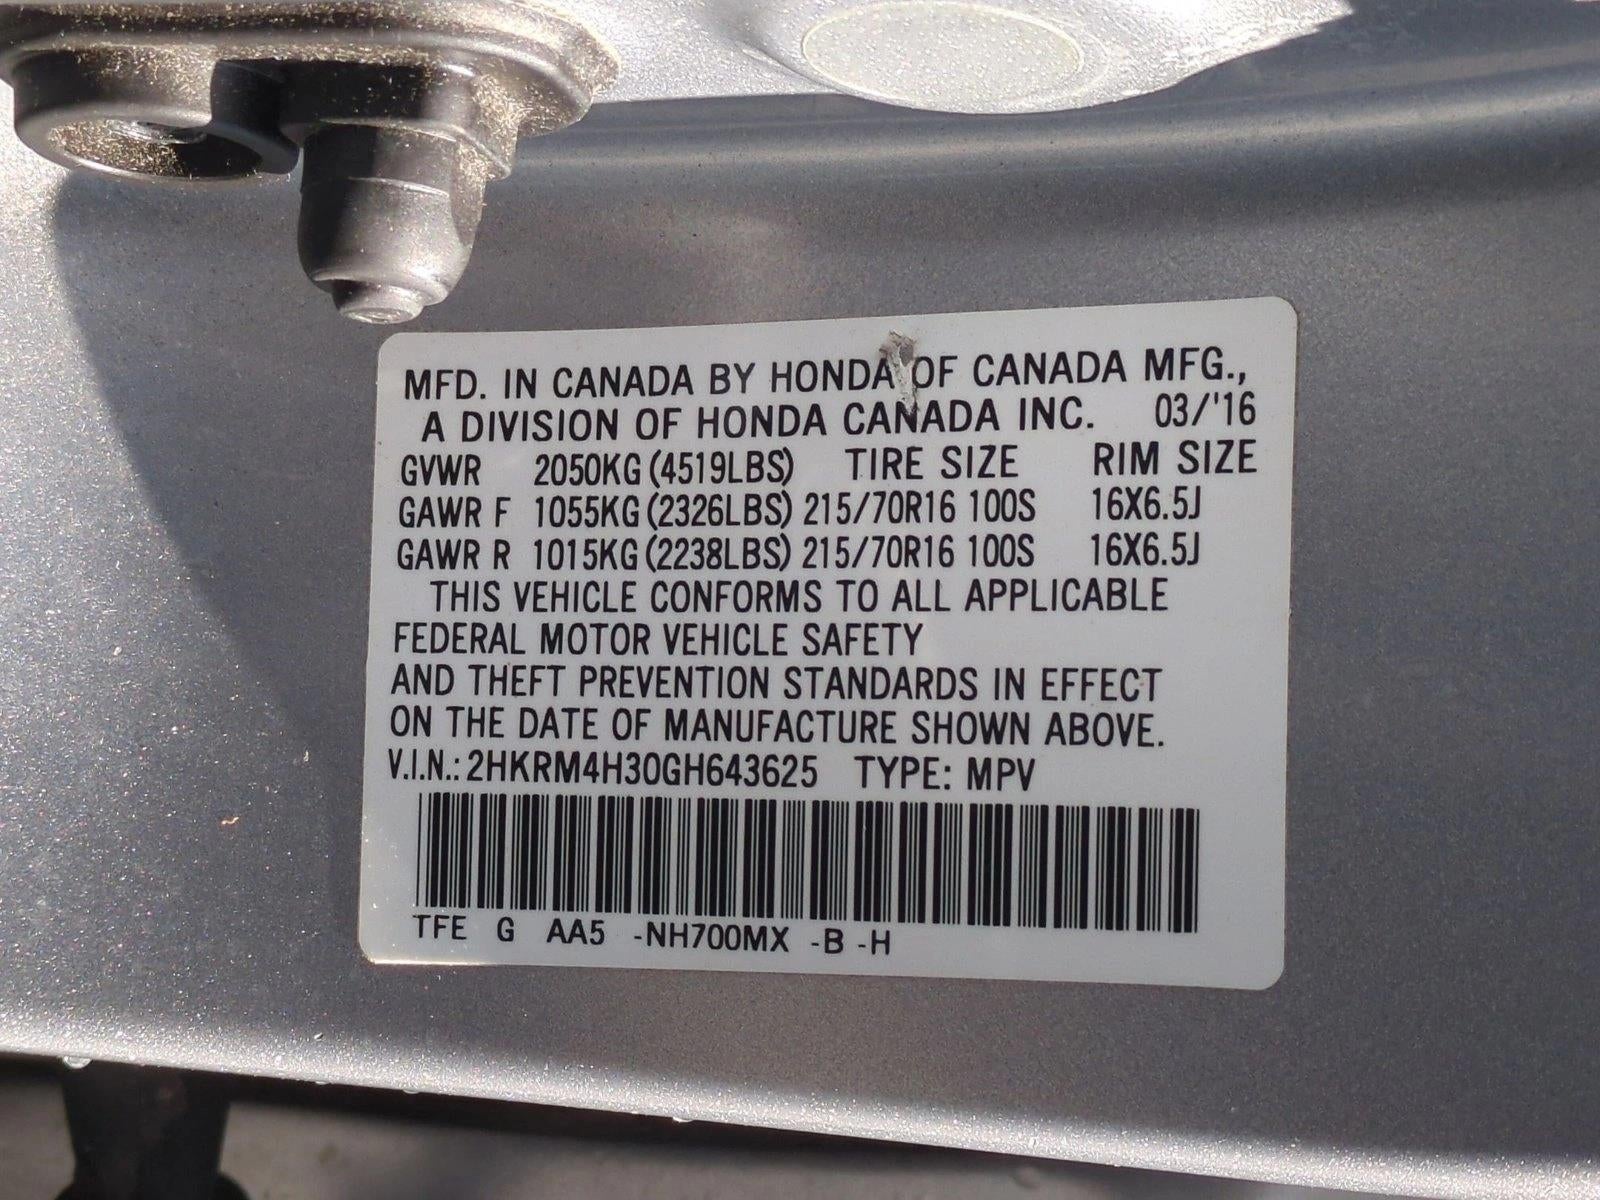 MFD. IN CANADA BY HONDA OF CANADA MFG.,
A DIVISION OF HONDA CANADA INC. 03/'16
GVWR 2050KG (4519LBS) TIRE SIZE RIM SIZE
GAWR F 1055KG (2326LBS) 215/70R16 100S 16X6.5J
GAWR R 1015KG (2238LBS) 215/70R16 100S 16X6.5J
THIS VEHICLE CONFORMS TO ALL APPLICABLE
FEDERAL MOTOR VEHICLE SAFETY
AND THEFT PREVENTION STANDARDS IN EFFECT
ON THE DATE OF MANUFACTURE SHOWN ABOVE.
V.I.N.: 2HKRM4H30GH643625 TYPE: MPV
TFE G AA5 -NH700MX -B -H